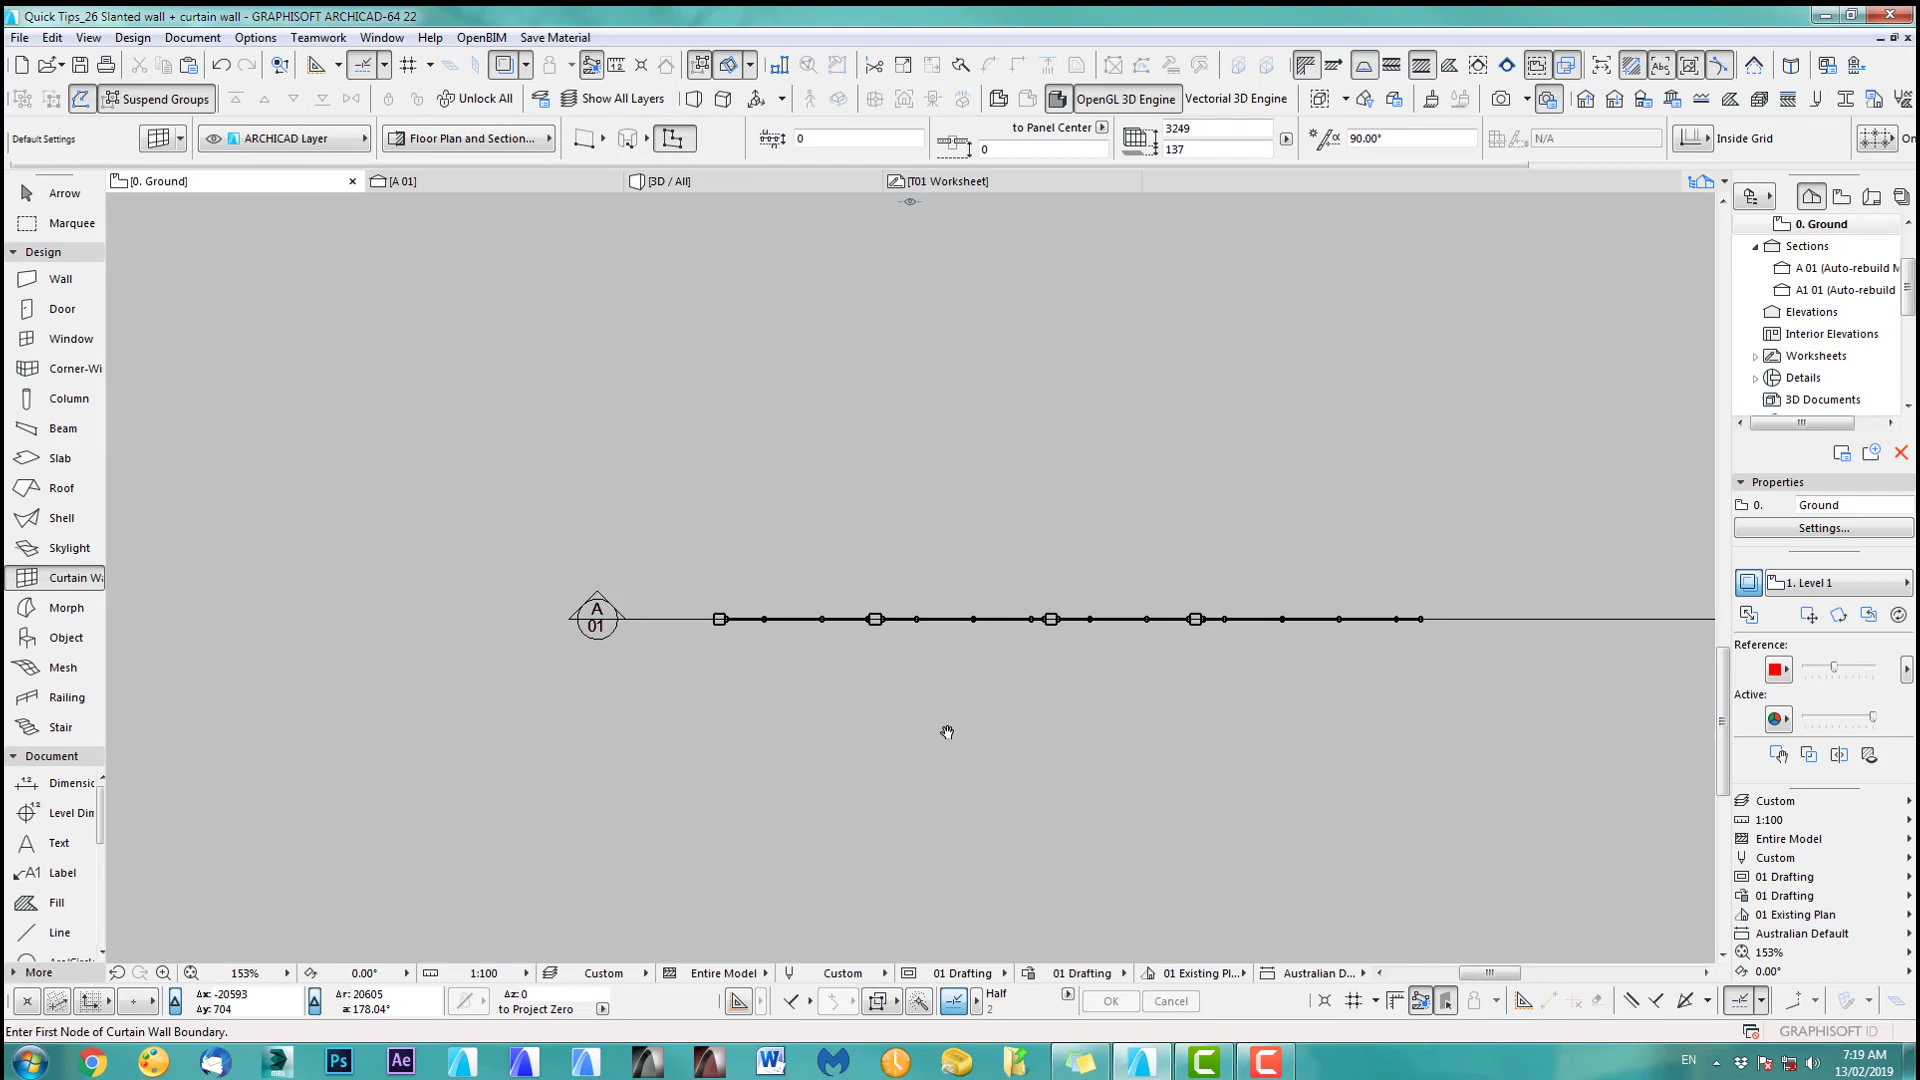 Quick Tips_26 Slanted wall + curtain wall - GRAPHISOFT ARCHICAD-64 22
File Edit View Design Document Options Teamwork Window Help OpenBIM Save Material
Suspend Groups Unlock All Show All Layers OpenGL 3D Engine Vectorial 3D Engine
Default Settings ARCHICAD Layer Floor Plan and Section... 0 to Panel Center 0 3249 137 90.00° N/A Inside Grid On
[0. Ground] [A 01] [3D / All] [T01 Worksheet]
Arrow
Marquee
Design
Wall
Door
Window
Corner-Wi
Column
Beam
Slab
Roof
Shell
Skylight
Curtain Wa
Morph
Object
Mesh
Railing
Stair
Document
Dimensic
Level Dim
Text
A1 Label
Fill
Line
More
A
01
0. Ground
Sections
A 01 (Auto-rebuild M
A1 01 (Auto-rebuild
Elevations
Interior Elevations
Worksheets
Details
3D Documents
Properties
0. Ground
Settings...
1. Level 1
Reference:
Active:
Custom
1:100
Entire Model
Custom
01 Drafting
01 Drafting
01 Existing Plan
Australian Default
153%
0.00°
153% 0.00° 1:100 Custom Entire Model Custom 01 Drafting 01 Drafting 01 Existing Pl... Australian D...
Δx: -20593 Δr: 20605 Δz: 0 Half OK Cancel
Δy: 704 a: 178.04° to Project Zero 2
Enter First Node of Curtain Wall Boundary.
GRAPHISOFT ID
Ps Ae W C C
EN
7:19 AM
13/02/2019